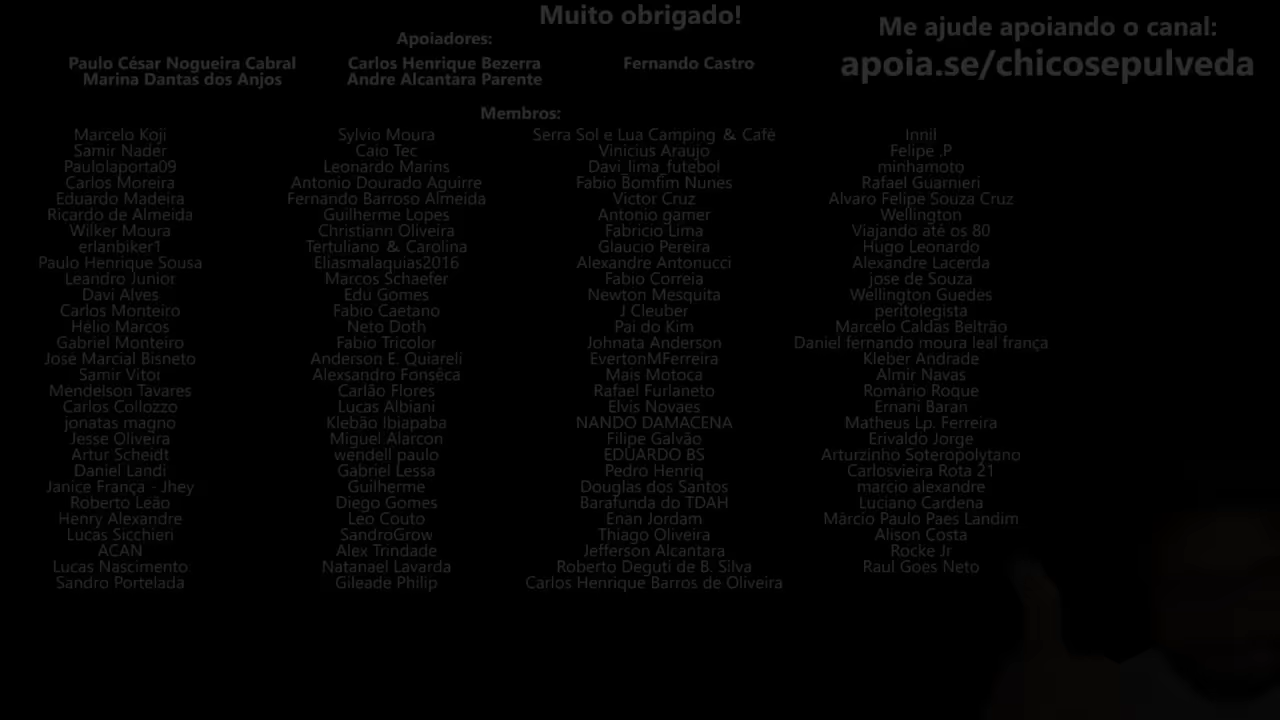 Muito obrigado!
Me ajude apoiando o canal:
apoia.se/chicosepulveda
Apoiadores:
Paulo César Nogueira Cabral
Marina Dantas dos Anjos
Carlos Henrique Bezerra
Andre Alcantara Parente
Fernando Castro
Membros:
Marcelo Koji
Samir Nader
Paulolaporta09
Carlos Moreira
Eduardo Madeira
Ricardo de Almeida
Wilker Moura
erlanbiker1
Paulo Henrique Sousa
Leandro Junior
Davi Alves
Carlos Monteiro
Hélio Marcos
Gabriel Monteiro
José Marcial Bisneto
Samir Vitor
Mendelson Tavares
Carlos Collozzo
jonatas magno
Jesse Oliveira
Artur Scheidt
Daniel Landi
Janice França - Jhey
Roberto Leão
Henry Alexandre
Lucas Sicchieri
ACAN
Lucas Nascimento
Sandro Portelada
Sylvio Moura
Caio Tec
Leonardo Marins
Antonio Dourado Aguirre
Fernando Barroso Almeida
Guilherme Lopes
Christiann Oliveira
Tertuliano & Carolina
Eliasmalaquias2016
Marcos Schaefer
Edu Gomes
Fabio Caetano
Neto Doth
Fabio Tricolor
Anderson E. Quiareli
Alexsandro Fonsêca
Carlão Flores
Lucas Albiani
Klebão Ibiapaba
Miguel Alarcon
wendell paulo
Gabriel Lessa
Guilherme
Diego Gomes
Leo Couto
SandroGrow
Alex Trindade
Natanael Lavarda
Gileade Philip
Serra Sol e Lua Camping & Café
Vinicius Araujo
Davi_lima_futebol
Fabio Bomfim Nunes
Victor Cruz
Antonio gamer
Fabricio Lima
Glaucio Pereira
Alexandre Antonucci
Fabio Correia
Newton Mesquita
J Cleuber
Pai do Kim
Johnata Anderson
EvertonMFerreira
Mais Motoca
Rafael Furlaneto
Elvis Novaes
NANDO DAMACENA
Filipe Galvão
EDUARDO BS
Pedro Henriq
Douglas dos Santos
Barafunda do TDAH
Enan Jordam
Thiago Oliveira
Jefferson Alcantara
Roberto Deguti de B. Silva
Carlos Henrique Barros de Oliveira
Innil
Felipe .P
minhamoto
Rafael Guarnieri
Alvaro Felipe Souza Cruz
Wellington
Viajando até os 80
Hugo Leonardo
Alexandre Lacerda
jose de Souza
Wellington Guedes
peritolegista
Marcelo Caldas Beltrão
Daniel fernando moura leal frança
Kleber Andrade
Almir Navas
Romário Roque
Ernani Baran
Matheus Lp. Ferreira
Erivaldo Jorge
Arturzinho Soteropolytano
Carlosvieira Rota 21
marcio alexandre
Luciano Cardena
Márcio Paulo Paes Landim
Alison Costa
Rocke Jr
Raul Goes Neto